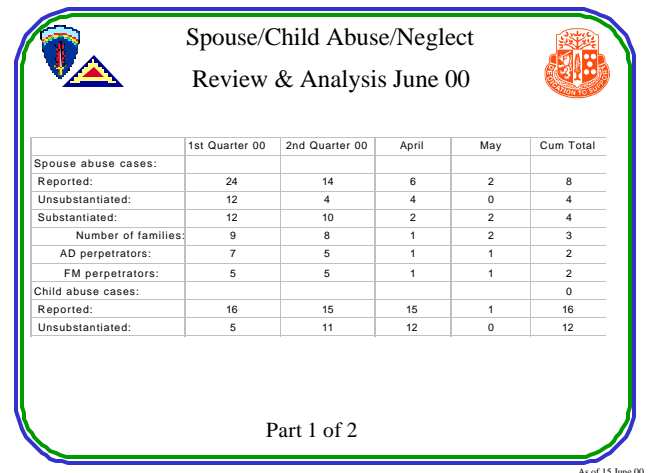 Spouse/Child Abuse/Neglect
Review & Analysis June 00
1st Quarter 00 2nd Quarter 00 April May Cum Total
Spouse abuse cases:
Reported: 24 14 6 2 8
Unsubstantiated: 12 4 4 0 4
Substantiated: 12 10 2 2 4
Number of families: 9 8 1 2 3
AD perpetrators: 7 5 1 1 2
FM perpetrators: 5 5 1 1 2
Child abuse cases: 0
Reported: 16 15 15 1 16
Unsubstantiated: 5 11 12 0 12
Part 1 of 2
As of 15 June 00